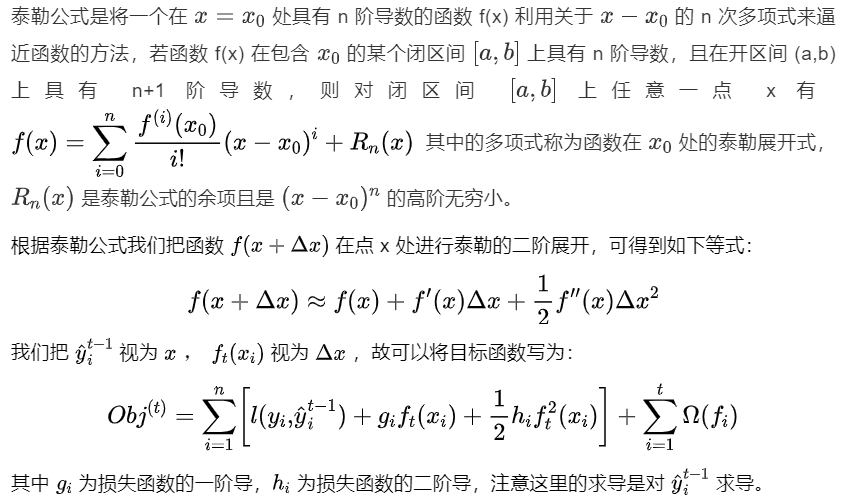 泰勒公式是将一个在 $x = x_0$ 处具有 n 阶导数的函数 f(x) 利用关于 $x - x_0$ 的 n 次多项式来逼
近函数的方法，若函数 f(x) 在包含 $x_0$ 的某个闭区间 $[a, b]$ 上具有 n 阶导数，且在开区间 (a,b)
上具有 n+1 阶导数，则对闭区间 $[a, b]$ 上任意一点 x 有
$f(x) = \sum_{i=0}^{n} \frac{f^{(i)}(x_0)}{i!}(x - x_0)^i + R_n(x)$ 其中的多项式称为函数在 $x_0$ 处的泰勒展开式，
$R_n(x)$ 是泰勒公式的余项且是 $(x - x_0)^n$ 的高阶无穷小。
根据泰勒公式我们把函数 $f(x + \Delta x)$ 在点 x 处进行泰勒的二阶展开，可得到如下等式：
$f(x + \Delta x) \approx f(x) + f'(x)\Delta x + \frac{1}{2} f''(x)\Delta x^2$
我们把 $\hat{y}_i^{t-1}$ 视为 $x$ ， $f_t(x_i)$ 视为 $\Delta x$ ，故可以将目标函数写为：
$Obj^{(t)} = \sum_{i=1}^{n} \left[ l(y_i, \hat{y}_i^{t-1}) + g_i f_t(x_i) + \frac{1}{2} h_i f_t^2(x_i) \right] + \sum_{i=1}^{t} \Omega(f_i)$
其中 $g_i$ 为损失函数的一阶导，$h_i$ 为损失函数的二阶导，注意这里的求导是对 $\hat{y}_i^{t-1}$ 求导。